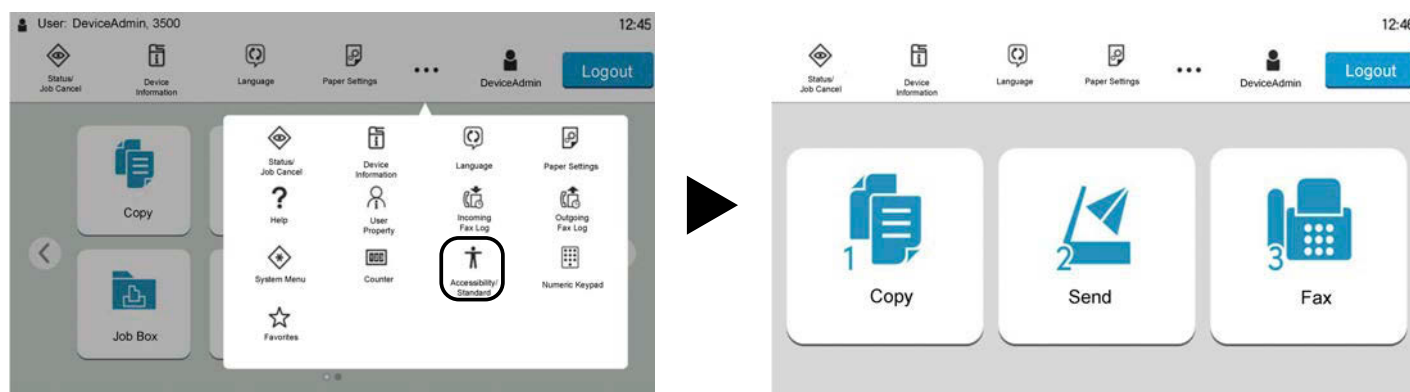 User: DeviceAdmin, 3500
12:45
Status/
Job Cancel
Device
Information
Language
Paper Settings
DeviceAdmin
Logout
Copy
Job Box
Status/
Job Cancel
Device
Information
Language
Paper Settings
Help
User
Property
Incoming
Fax Log
Outgoing
Fax Log
System Menu
Counter
Accessibility/
Standard
Numeric Keypad
Favorites
12:46
Status/
Job Cancel
Device
Information
Language
Paper Settings
DeviceAdmin
Logout
1
Copy
2
Send
3
Fax